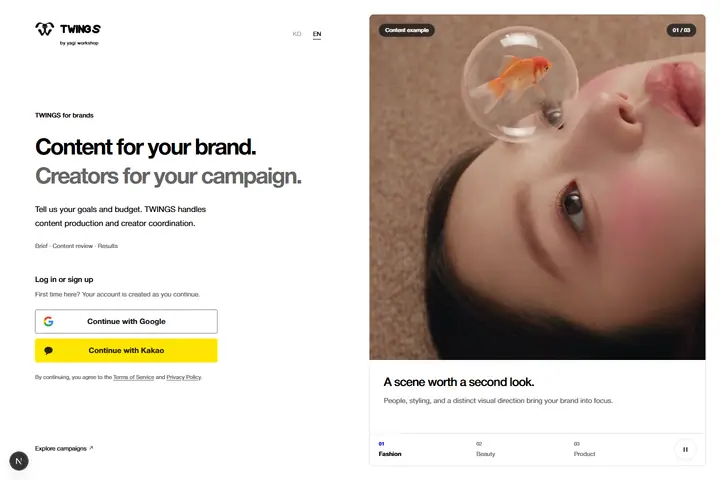 TWINGS
by yagi workshop
KO EN
TWINGS for brands
Content for your brand.
Creators for your campaign.
Tell us your goals and budget. TWINGS handles
content production and creator coordination.
Brief · Content review · Results
Log in or sign up
First time here? Your account is created as you continue.
Continue with Google
Continue with Kakao
By continuing, you agree to the Terms of Service and Privacy Policy.
Explore campaigns ↗
N
Content example
01 / 03
A scene worth a second look.
People, styling, and a distinct visual direction bring your brand into focus.
01 02 03
Fashion Beauty Product